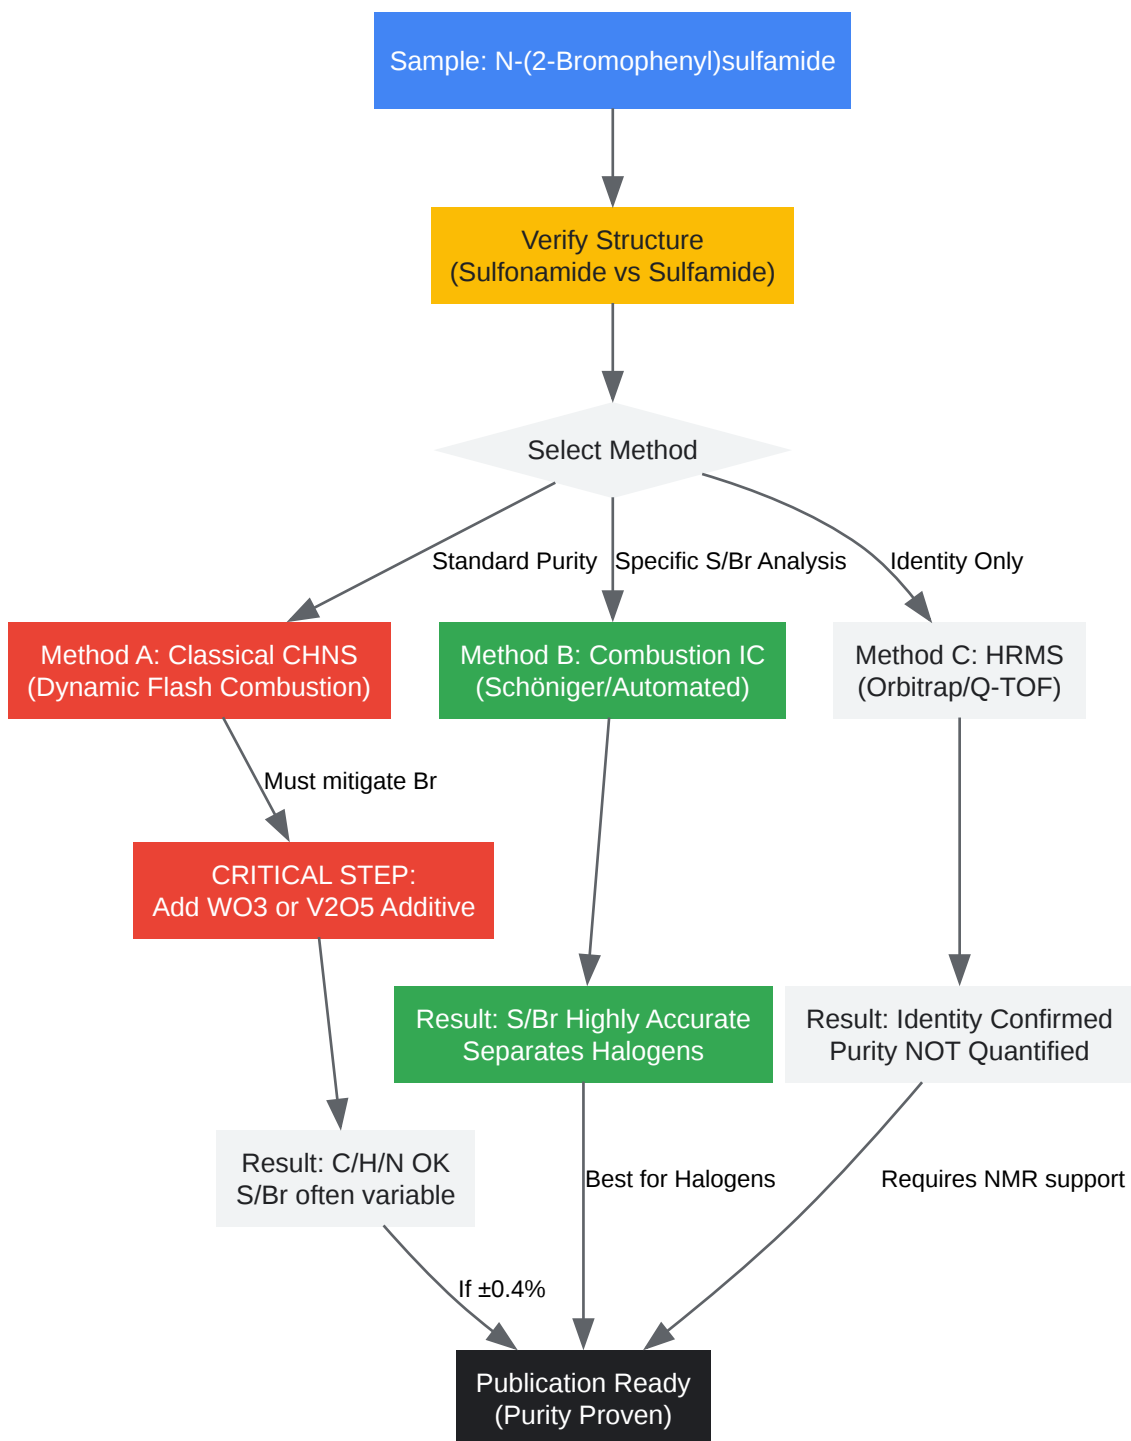 Sample: N-(2-Bromophenyl)sulfamide
Verify Structure
(Sulfonamide vs Sulfamide)
Select Method
Standard Purity
Specific S/Br Analysis
Identity Only
Method A: Classical CHNS
(Dynamic Flash Combustion)
Method B: Combustion IC
(Schöniger/Automated)
Method C: HRMS
(Orbitrap/Q-TOF)
Must mitigate Br
CRITICAL STEP:
Add WO3 or V2O5 Additive
Result: S/Br Highly Accurate
Separates Halogens
Result: Identity Confirmed
Purity NOT Quantified
Result: C/H/N OK
S/Br often variable
Best for Halogens
Requires NMR support
If ±0.4%
Publication Ready
(Purity Proven)